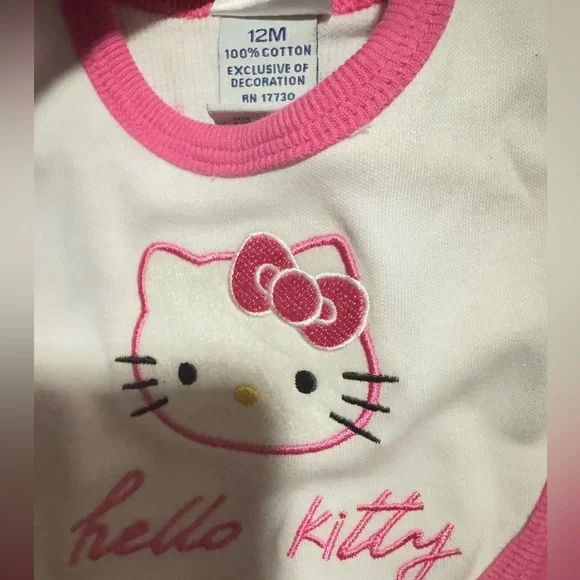 12M
100% COTTON
EXCLUSIVE OF
DECORATION
RN 17730
hello kitty